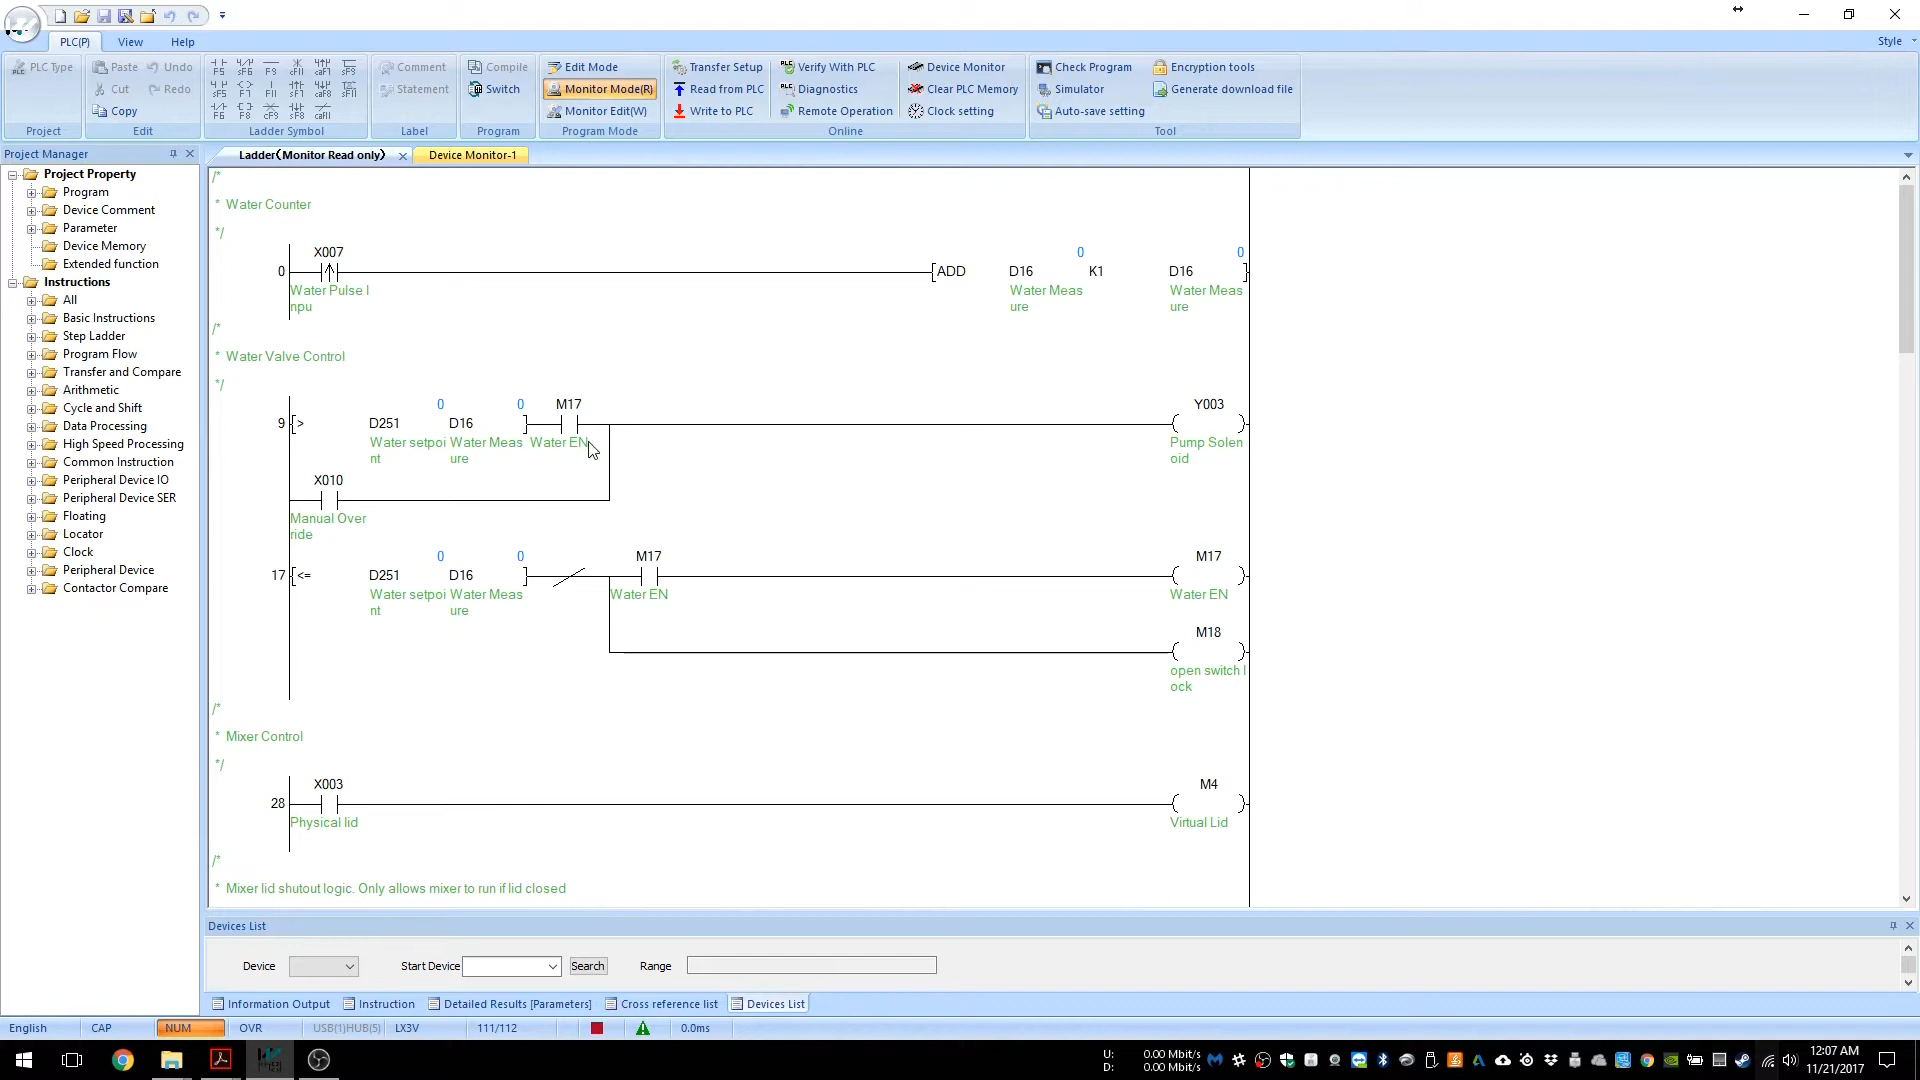 PLC(P) View Help Style
PLC Type Paste Undo Comment Compile Edit Mode Transfer Setup Verify With PLC Device Monitor Check Program Encryption tools
Cut Redo Statement Switch Monitor Mode(R) Read from PLC Diagnostics Clear PLC Memory Simulator Generate download file
Copy Monitor Edit(W) Write to PLC Remote Operation Clock setting Auto-save setting
Project Edit Ladder Symbol Label Program Program Mode Online Tool
Project Manager
Ladder(Monitor Read only) Device Monitor-1
Project Property
Program
Device Comment
Parameter
Device Memory
Extended function
Instructions
All
Basic Instructions
Step Ladder
Program Flow
Transfer and Compare
Arithmetic
Cycle and Shift
Data Processing
High Speed Processing
Common Instruction
Peripheral Device IO
Peripheral Device SER
Floating
Locator
Clock
Peripheral Device
Contactor Compare
/*
* Water Counter
*/
X007 0 0
0 [ADD D16 K1 D16 ]
Water Pulse I Water Meas Water Meas
npu ure ure
/*
* Water Valve Control
*/
0 0 M17 Y003
9 [> D251 D16 ] ( )
Water setpoi Water Meas Water EN Pump Solen
nt ure oid
X010
Manual Over
ride
0 0 M17 M17
17 [<= D251 D16 ] ( )
Water setpoi Water Meas Water EN Water EN
nt ure
M18
( )
open switch l
ock
/*
* Mixer Control
*/
X003 M4
28 ( )
Physical lid Virtual Lid
/*
* Mixer lid shutout logic. Only allows mixer to run if lid closed
Devices List
Device Start Device Search Range
Information Output Instruction Detailed Results [Parameters] Cross reference list Devices List
English CAP NUM OVR USB(1)HUB(5) LX3V 111/112 0.0ms
U: 0.00 Mbit/s
D: 0.00 Mbit/s
12:07 AM
11/21/2017